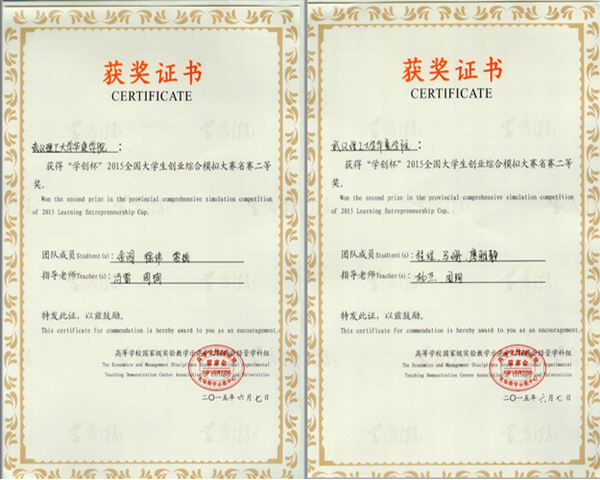 获奖证书
CERTIFICATE
武汉理工大学华夏学院 :
获得“学创杯”2015全国大学生创业综合模拟大赛省赛二等
奖。
Won the second prize in the provincial comprehensive simulation competition
of 2015 Learning Entrepreneurship Cup.
团队成员Studtent(s):
指导老师Teacher(s):
特发此证，以兹鼓励。
This certificate for commendation is hereby award to you as an encouragement.
高等学校国家级实验教学示范中心联席会经管学科组
The Economics and Management Discipline
Teaching Demonstration Center Association
二〇一五年六月七日
获奖证书
CERTIFICATE
武汉理工大学华夏学院 :
获得“学创杯”2015全国大学生创业综合模拟大赛省赛二等
奖。
Won the second prize in the provincial comprehensive simulation competition
of 2015 Learning Entrepreneurship Cup.
团队成员Studtent(s):
指导老师Teacher(s):
特发此证，以兹鼓励。
This certificate for commendation is hereby award to you as an encouragement.
高等学校国家级实验教学示范中心联席会经管学科组
The Economics and Management Discipline
Teaching Demonstration Center Association
二〇一五年六月七日